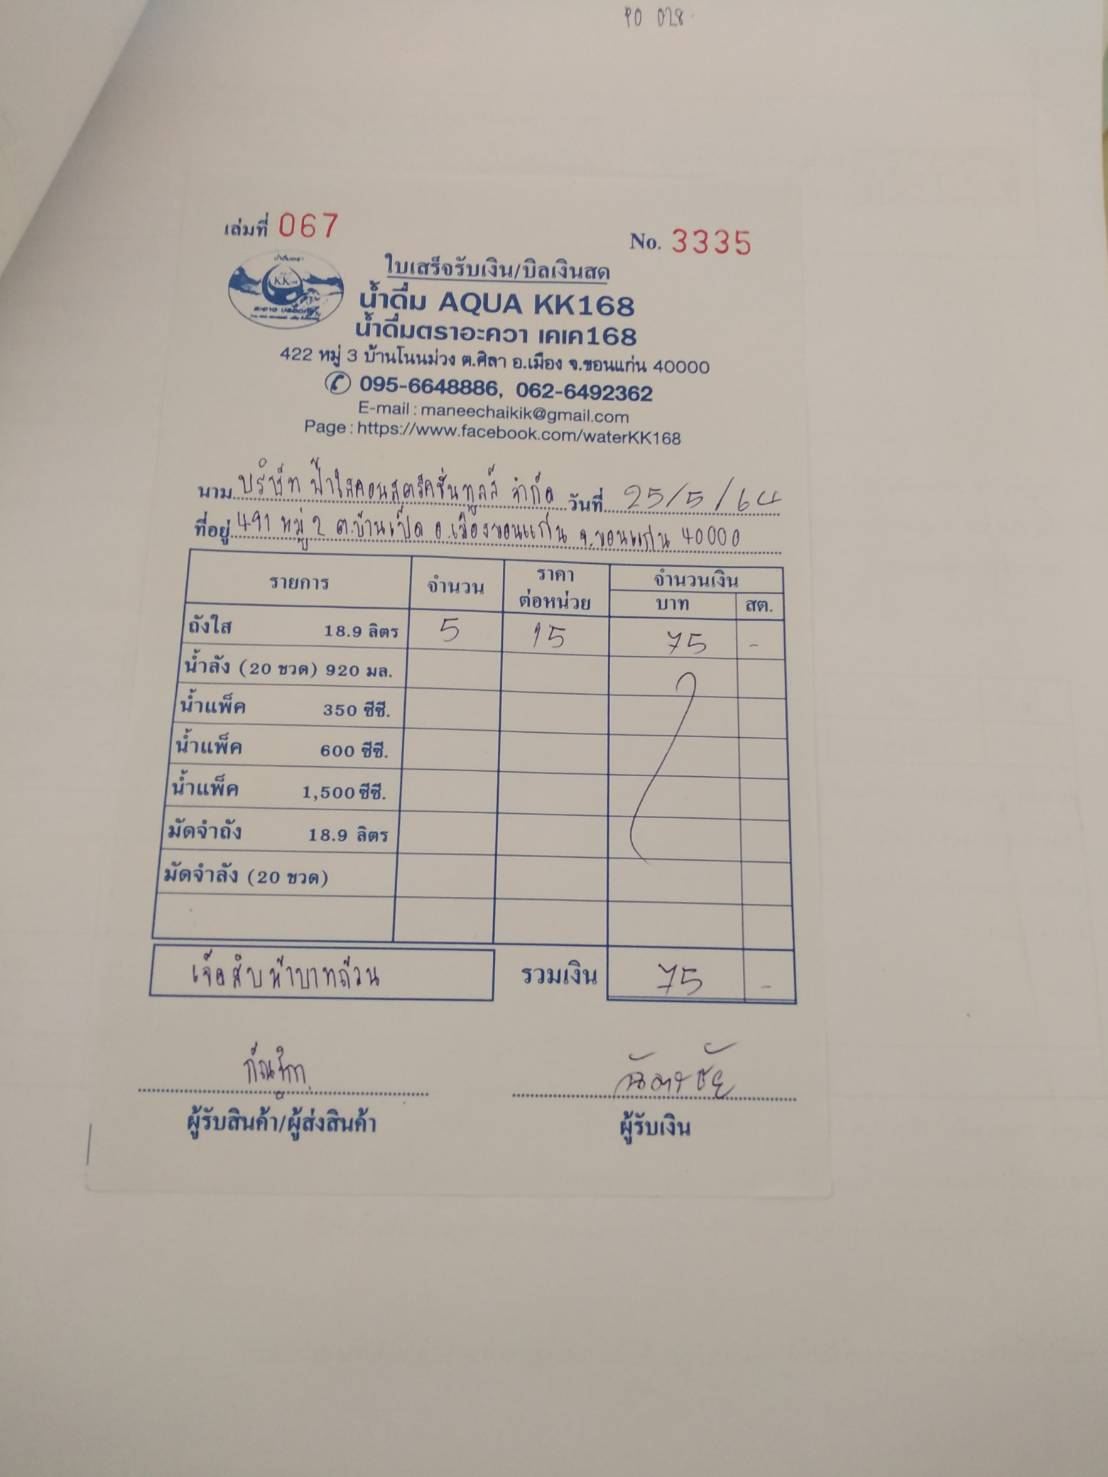 PO 028
เล่มที่ 067
No. 3335
KK
ใบเสร็จรับเงิน/บิลเงินสด
น้ำดื่ม AQUA KK168
น้ำดื่มตราอะควา เคเค168
422 หมู่ 3 บ้านโนนม่วง ต.ศิลา อ.เมือง จ.ขอนแก่น 40000
095-6648886, 062-6492362
E-mail : maneechaikik@gmail.com
Page : https://www.facebook.com/waterKK168
นาม บริษัท ฟ้าใสคอนสตรัคชั่นทูลส์ จำกัด วันที่ 25/5/64
ที่อยู่ 491 หมู่ 2 ต.บ้านเป็ด อ.เมืองขอนแก่น จ.ขอนแก่น 40000
รายการ จำนวน ราคาต่อหน่วย จำนวนเงิน
บาท สต.
ถังใส 18.9 ลิตร 5 15 75 -
น้ำลัง (20 ขวด) 920 มล.
น้ำแพ็ค 350 ซีซี.
น้ำแพ็ค 600 ซีซี.
น้ำแพ็ค 1,500 ซีซี.
มัดจำถัง 18.9 ลิตร
มัดจำลัง (20 ขวด)
เจ็ดสิบห้าบาทถ้วน รวมเงิน 75 -
ฉัตรชัย
ผู้รับสินค้า/ผู้ส่งสินค้า
ผู้รับเงิน